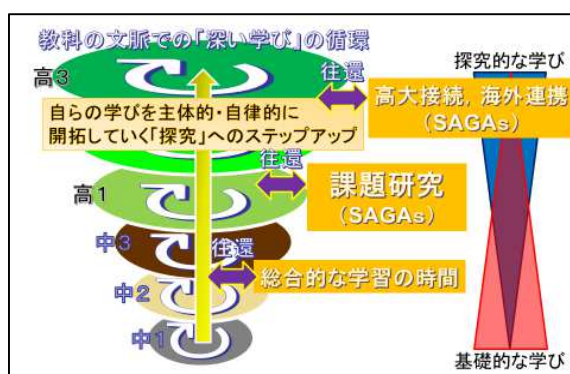 教科の文脈での「深い学び」の循環
高3
往還
探究的な学び
高大接続，海外連携
(SAGAs)
自らの学びを主体的・自律的に
開拓していく「探究」へのステップアップ
往還
高1
課題研究
(SAGAs)
中3
往還
総合的な学習の時間
中2
中1
基礎的な学び